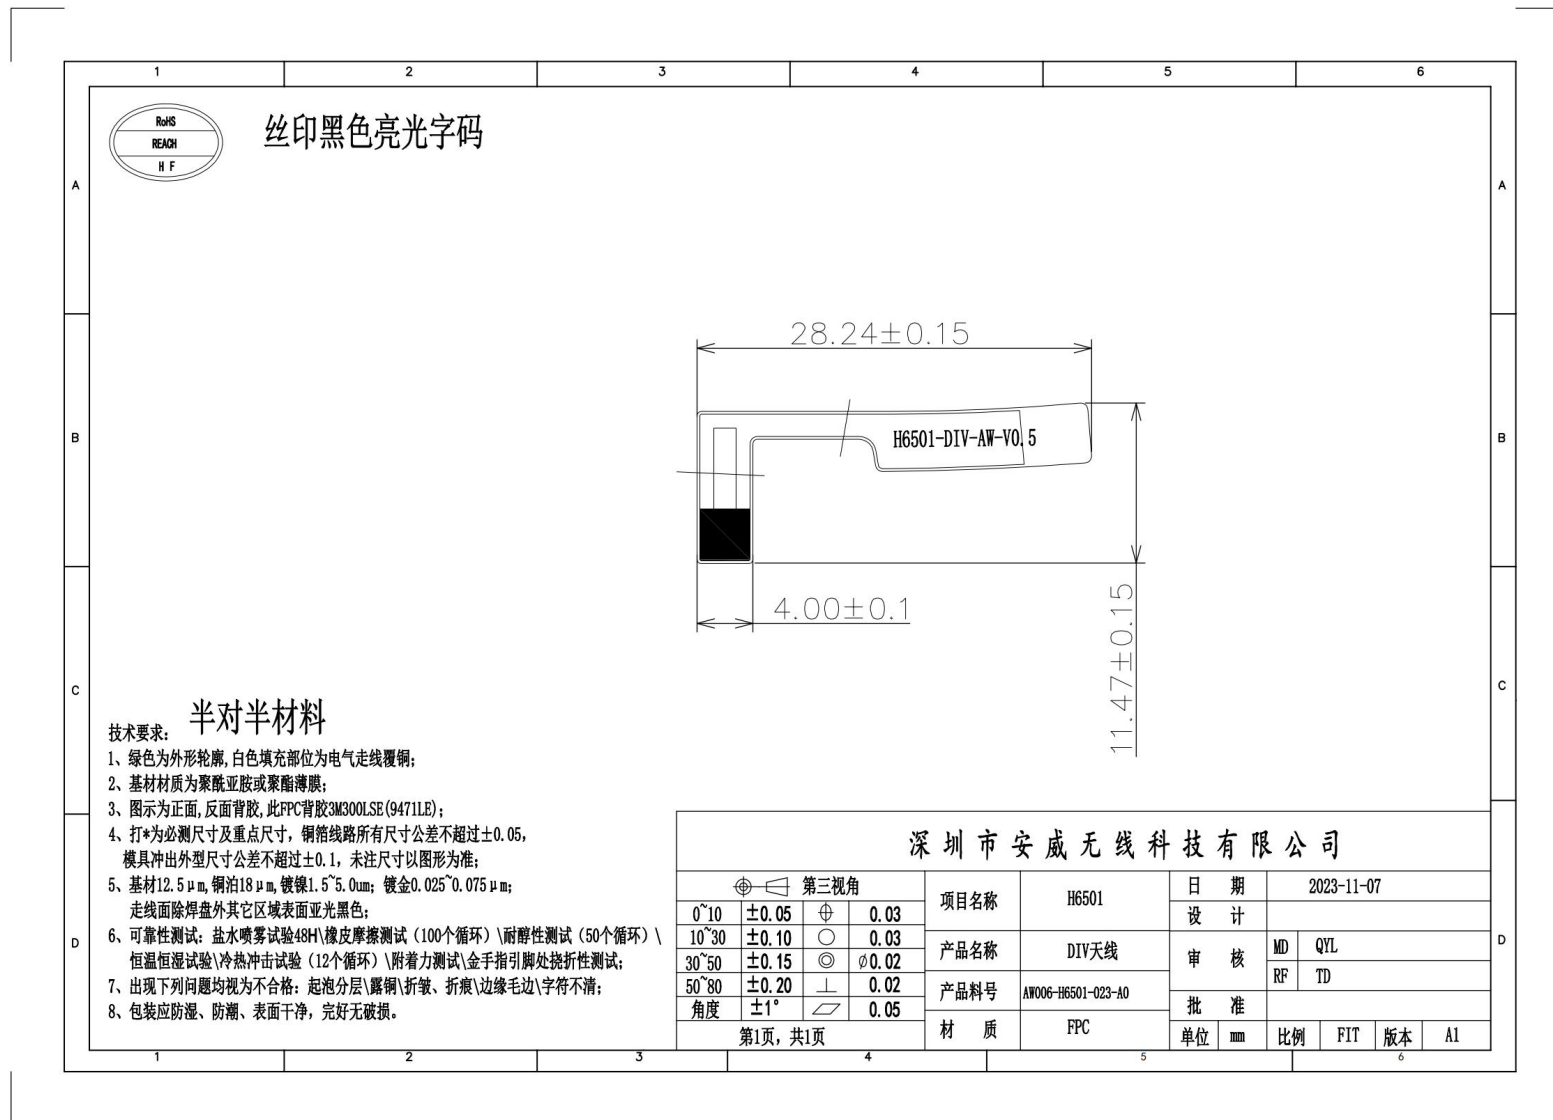 1 2 3 4 5 6
RoHS
REACH
H F
丝印黑色亮光字码
A A
28.24±0.15
B B
H6501-DIV-AW-V0.5
4.00±0.1
11.47±0.15
C C
半对半材料
技术要求:
1、绿色为外形轮廓,白色填充部位为电气走线覆铜;
2、基材材质为聚酰亚胺或聚酯薄膜;
3、图示为正面,反面背胶,此FPC背胶3M300LSE(9471LE);
4、打*为必测尺寸及重点尺寸，铜箔线路所有尺寸公差不超过±0.05，
模具冲出外型尺寸公差不超过±0.1，未注尺寸以图形为准;
5、基材12.5μm,铜泊18μm,镀镍1.5~5.0um; 镀金0.025~0.075μm;
走线面除焊盘外其它区域表面亚光黑色;
6、可靠性测试: 盐水喷雾试验48H\橡皮摩擦测试（100个循环）\耐醇性测试（50个循环）\
恒温恒湿试验\冷热冲击试验（12个循环）\附着力测试\金手指引脚处挠折性测试;
7、出现下列问题均视为不合格: 起泡分层\露铜\折皱、折痕\边缘毛边\字符不清;
8、包装应防湿、防潮、表面干净，完好无破损。
D D
深圳市安威无线科技有限公司
第三视角
0~10 ±0.05 0.03
10~30 ±0.10 0.03
30~50 ±0.15 ⌀0.02
50~80 ±0.20 0.02
角度 ±1° 0.05
第1页，共1页
项目名称 H6501
产品名称 DIV天线
产品料号 AW006-H6501-023-A0
材 质 FPC
日 期 2023-11-07
设 计
审 核 MD QYL
RF TD
批 准
单位 mm 比例 FIT 版本 A1
1 2 3 4 5 6